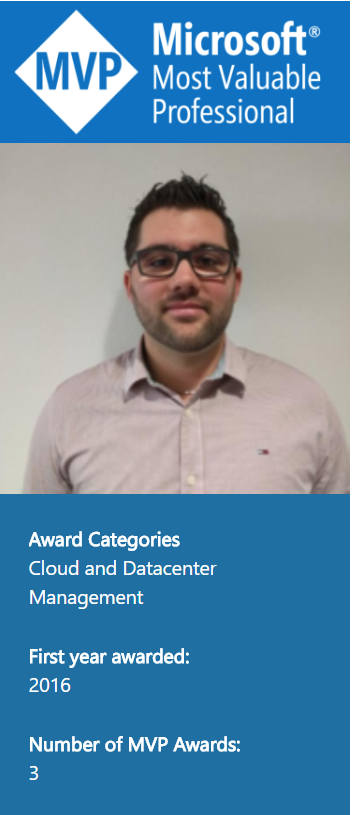 MVP
Microsoft®
Most Valuable
Professional
Award Categories
Cloud and Datacenter
Management
First year awarded:
2016
Number of MVP Awards:
3